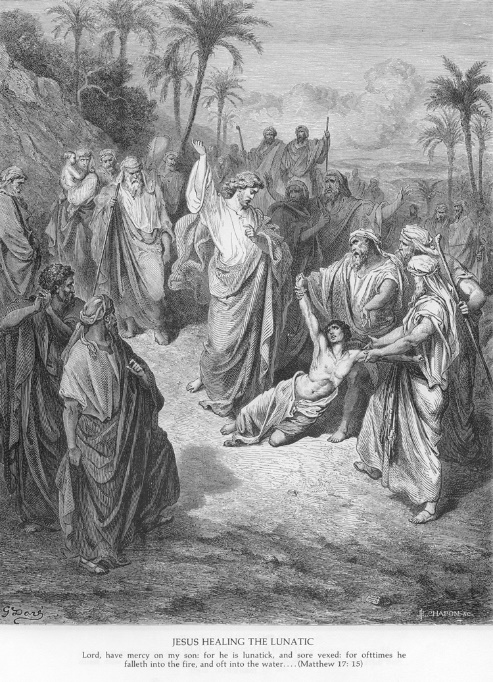 G Doré
JESUS HEALING THE LUNATIC
Lord, have mercy on my son: for he is lunatick, and sore vexed: for ofttimes he
falleth into the fire, and oft into the water. . . . (Matthew 17: 15)